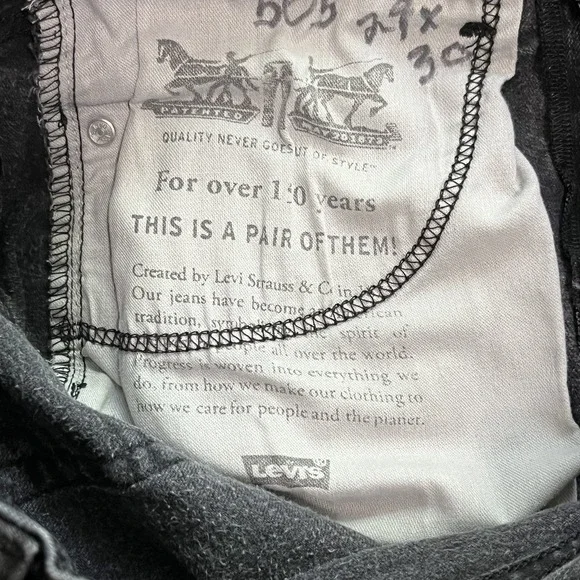 505 29x
30
PATENTED
QUALITY NEVER GOES OUT OF STYLE™
For over 1 0 years
THIS IS A PAIR OF THEM!
Created by Levi Strauss & C in
Our jeans have become
tradition, spirit of
people all over the world.
Progress is woven into everything we
do, from how we make our clothing to
how we care for people and the planet.
LEVI'S ®